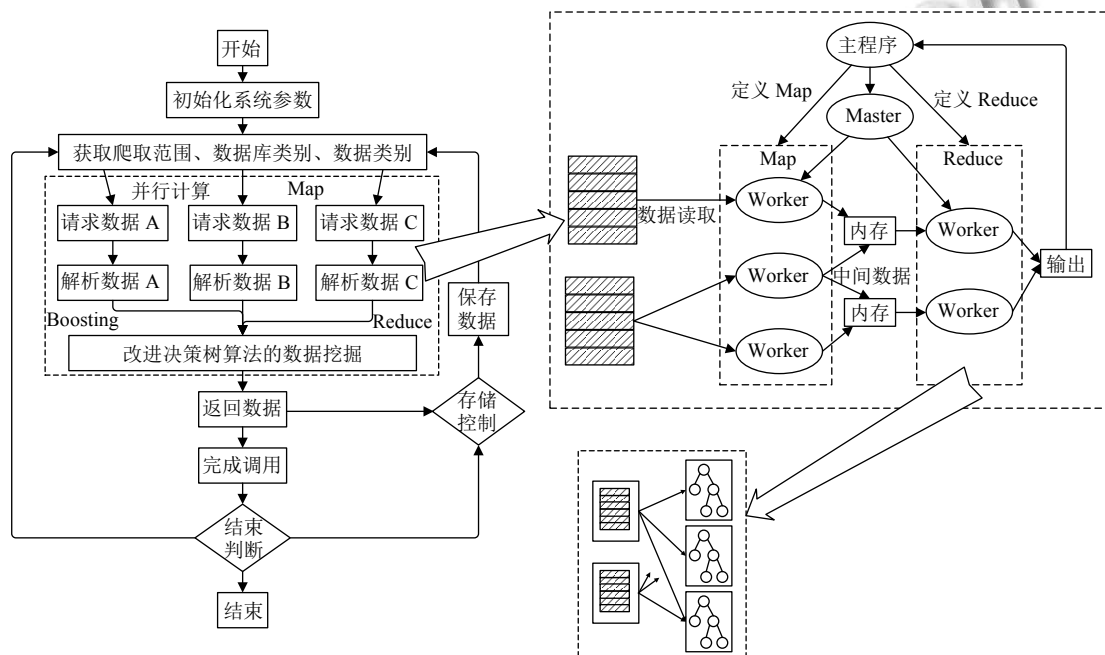 开始
初始化系统参数
获取爬取范围、数据库类别、数据类别
并行计算
Map
请求数据 A
请求数据 B
请求数据 C
解析数据 A
解析数据 B
解析数据 C
Boosting
Reduce
改进决策树算法的数据挖掘
返回数据
完成调用
结束
判断
结束
保存
数据
存储
控制
主程序
定义 Map
定义 Reduce
Master
Map
Reduce
数据读取
Worker
Worker
Worker
内存
中间数据
内存
Worker
Worker
输出